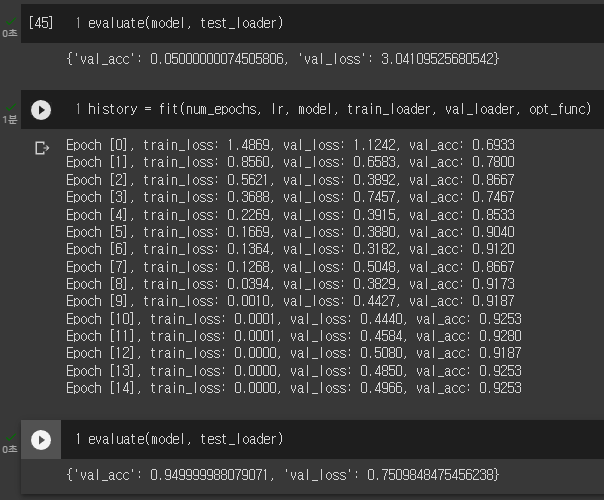 [45] 1 evaluate(model, test_loader)
0초
{'val_acc': 0.05000000074505806, 'val_loss': 3.04109525680542}
1 history = fit(num_epochs, lr, model, train_loader, val_loader, opt_func)
1분
Epoch [0], train_loss: 1.4869, val_loss: 1.1242, val_acc: 0.6933
Epoch [1], train_loss: 0.8560, val_loss: 0.6583, val_acc: 0.7800
Epoch [2], train_loss: 0.5621, val_loss: 0.3892, val_acc: 0.8667
Epoch [3], train_loss: 0.3688, val_loss: 0.7457, val_acc: 0.7467
Epoch [4], train_loss: 0.2269, val_loss: 0.3915, val_acc: 0.8533
Epoch [5], train_loss: 0.1669, val_loss: 0.3880, val_acc: 0.9040
Epoch [6], train_loss: 0.1364, val_loss: 0.3182, val_acc: 0.9120
Epoch [7], train_loss: 0.1268, val_loss: 0.5048, val_acc: 0.8667
Epoch [8], train_loss: 0.0394, val_loss: 0.3829, val_acc: 0.9173
Epoch [9], train_loss: 0.0010, val_loss: 0.4427, val_acc: 0.9187
Epoch [10], train_loss: 0.0001, val_loss: 0.4440, val_acc: 0.9253
Epoch [11], train_loss: 0.0001, val_loss: 0.4584, val_acc: 0.9280
Epoch [12], train_loss: 0.0000, val_loss: 0.5080, val_acc: 0.9187
Epoch [13], train_loss: 0.0000, val_loss: 0.4850, val_acc: 0.9253
Epoch [14], train_loss: 0.0000, val_loss: 0.4966, val_acc: 0.9253
1 evaluate(model, test_loader)
0초
{'val_acc': 0.949999988079071, 'val_loss': 0.7509848475456238}